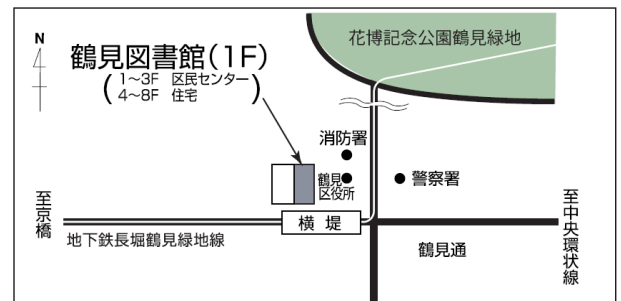 花博記念公園鶴見緑地
N
鶴見図書館(1F)
(1~3F 区民センター
4~8F 住宅)
消防署
鶴見
区役所
警察署
至京橋
横堤
地下鉄長堀鶴見緑地線
鶴見通
至中央環状線